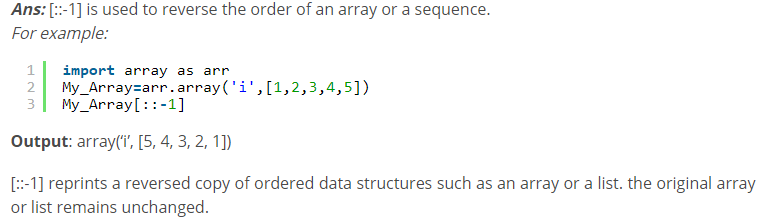 Ans: [::-1] is used to reverse the order of an array or a sequence.
For example:
1 import array as arr
2 My_Array=arr.array('i',[1,2,3,4,5])
3 My_Array[::-1]
Output: array(‘i’, [5, 4, 3, 2, 1])
[::-1] reprints a reversed copy of ordered data structures such as an array or a list. the original array
or list remains unchanged.